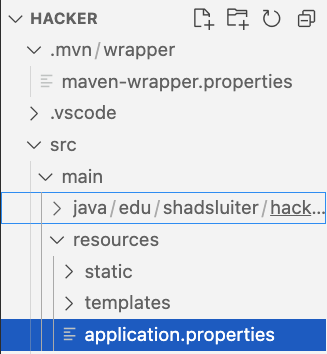 HACKER
.mvn/wrapper
maven-wrapper.properties
.vscode
src
main
java/edu/shadsluiter/hack...
resources
static
templates
application.properties